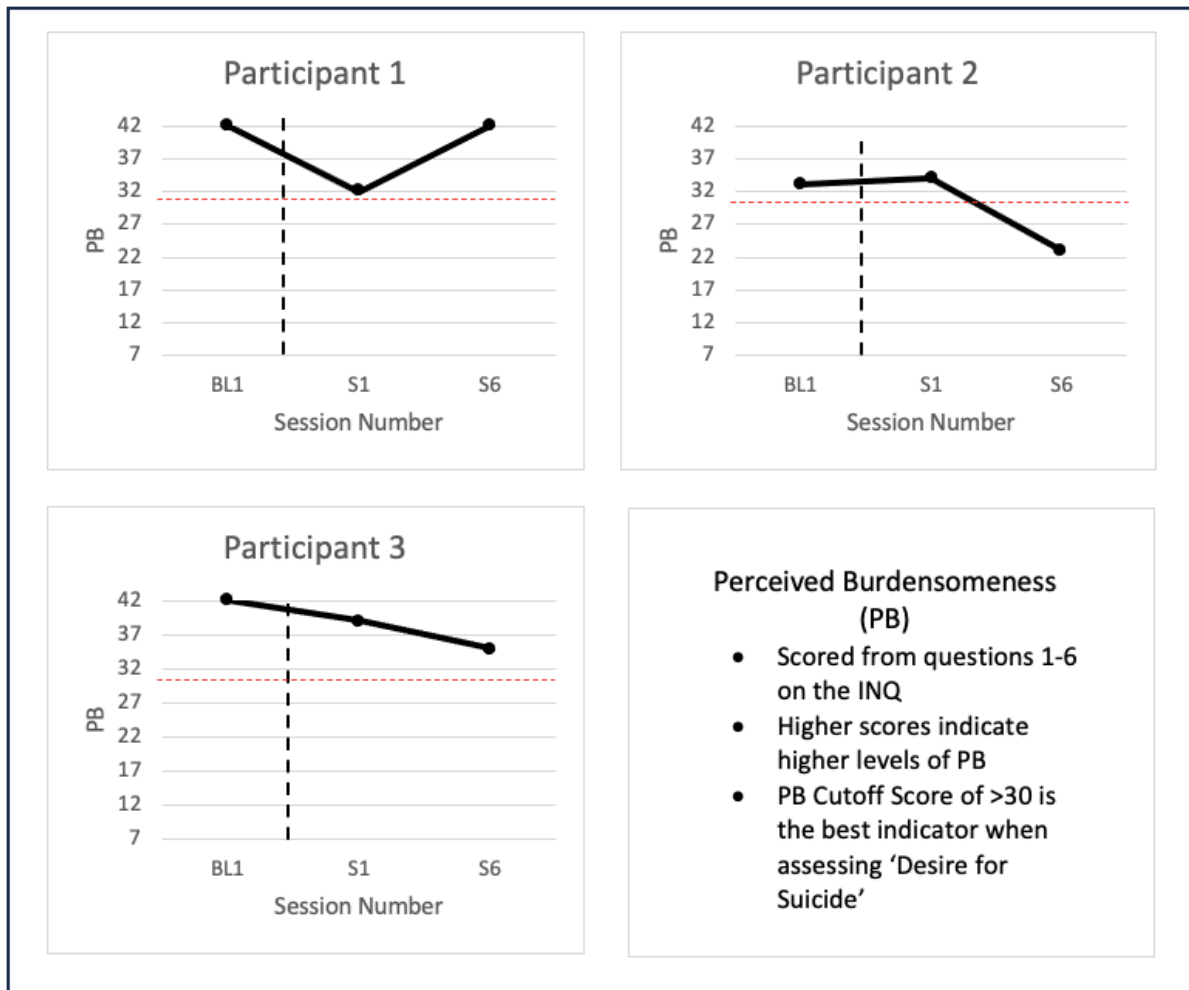 Participant 1
42
37
32
27
22
17
12
7
PB
BL1 S1 S6
Session Number
Participant 2
42
37
32
27
22
17
12
7
PB
BL1 S1 S6
Session Number
Participant 3
42
37
32
27
22
17
12
7
PB
BL1 S1 S6
Session Number
Perceived Burdensomeness
(PB)
• Scored from questions 1-6
on the INQ
• Higher scores indicate
higher levels of PB
• PB Cutoff Score of >30 is
the best indicator when
assessing ‘Desire for
Suicide’